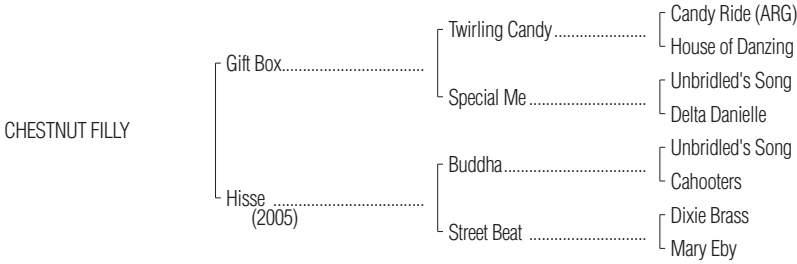 Candy Ride (ARG)
Twirling Candy.......................
House of Danzing
Gift Box...................................
Unbridled's Song
Special Me.............................
Delta Danielle
CHESTNUT FILLY
Unbridled's Song
Buddha...................................
Cahooters
Hisse .....................................
(2005)
Dixie Brass
Street Beat .............................
Mary Eby